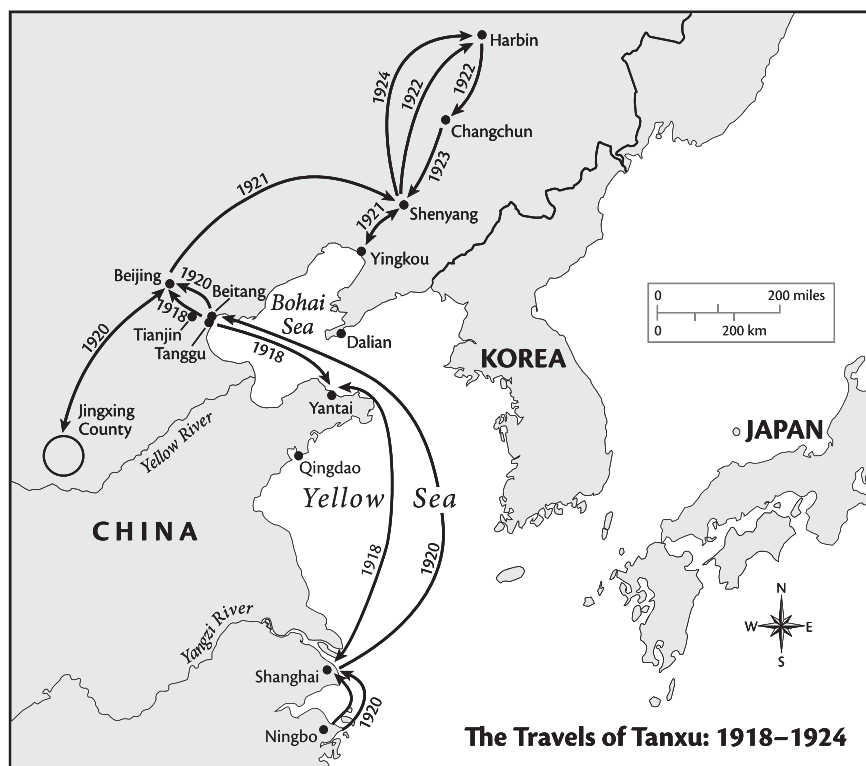 Harbin
1924
1922
1922
Changchun
1923
1921
Shenyang
1921
Yingkou
Beijing
1920
Beitang
Bohai
Sea
0 200 miles
0 200 km
1918
Tianjin
Tanggu
1920
1918
Dalian
KOREA
Jingxing
County
Yantai
Yellow River
JAPAN
Qingdao
Yellow Sea
CHINA
1918
1920
N
W E
S
Yangzi River
Shanghai
1920
Ningbo
The Travels of Tanxu: 1918–1924